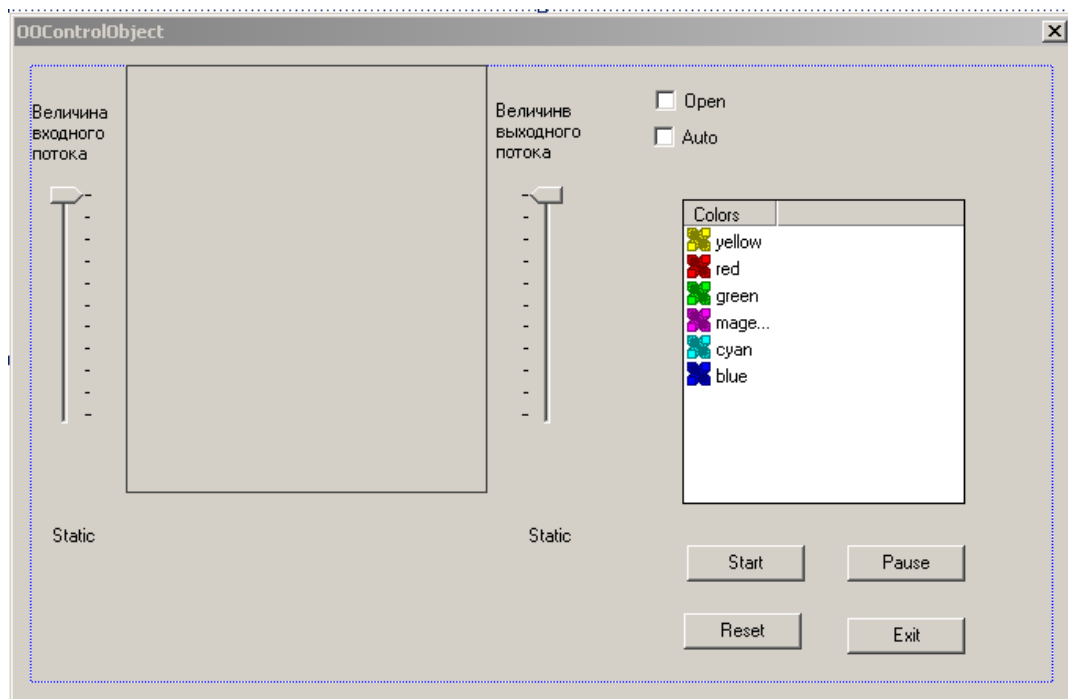 OOControlObject
Величина
входного
потока
Величинв
выходного
потока
Open
Auto
Colors
yellow
red
green
mage...
cyan
blue
Static
Static
Start
Pause
Reset
Exit